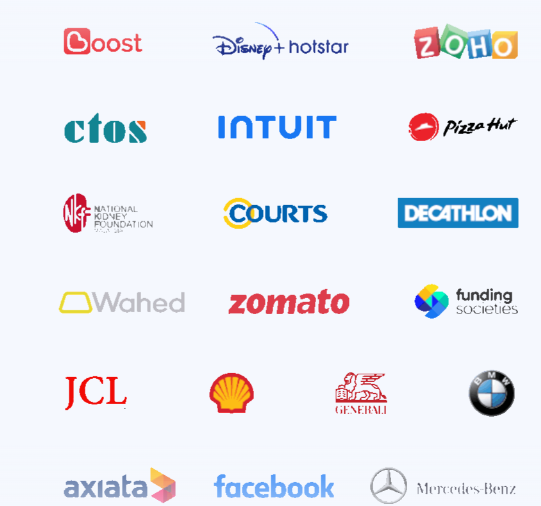 Boost
Disney+ hotstar
ZOHO
ctos
INTUIT
Pizza Hut
NKF NATIONAL
KIDNEY
FOUNDATION
COURTS
DECATHLON
Wahed
zomato
funding
societies
JCL
GENERALI
BMW
axiata
facebook
Mercedes-Benz